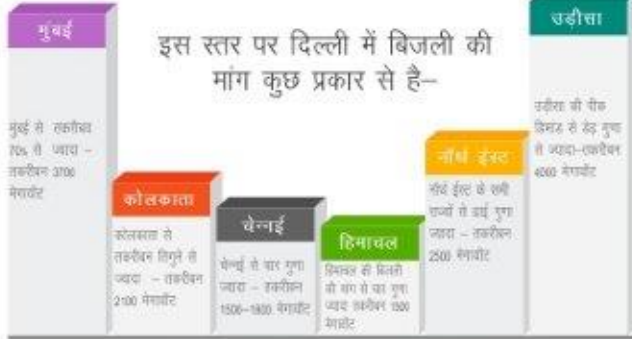 इस स्तर पर दिल्ली में बिजली की
मांग कुछ प्रकार से है–
मुंबई
मुंबई से तकरीबन
70% से ज्यादा –
तकरीबन 3700
मेगावॉट
कोलकाता
कोलकाता से
तकरीबन तिगुने से
ज्यादा – तकरीबन
2100 मेगावॉट
चेन्नई
चेन्नई से चार गुणा
ज्यादा – तकरीबन
1500–1600 मेगावॉट
हिमाचल
हिमाचल की बिजली
की मांग से चार गुणा
ज्यादा तकरीबन 1500
मेगावॉट
नॉर्थ ईस्ट
नॉर्थ ईस्ट के सभी
राज्यों से ढाई गुणा
ज्यादा – तकरीबन
2500 मेगावॉट
उड़ीसा
उड़ीसा की पीक
डिमांड से डेढ़ गुणा
से ज्यादा–तकरीबन
4000 मेगावॉट